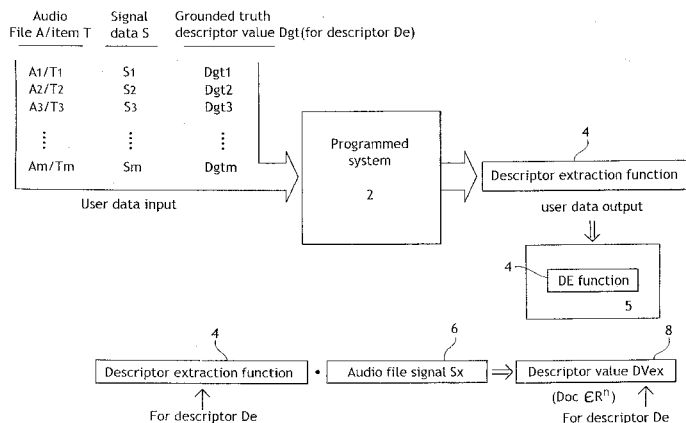 Audio Signal Grounded truth
File A/item T data S descriptor value Dgt(for descriptor De)
A1/T1 S1 Dgt1
A2/T2 S2 Dgt2
A3/T3 S3 Dgt3
Am/Tm Sm Dgtm
User data input
Programmed
system
2
4
Descriptor extraction function
user data output
4
DE function
5
4
6
8
Descriptor extraction function • Audio file signal Sx ⇒ Descriptor value DVex
(Doc ∈Rⁿ)
For descriptor De
For descriptor De